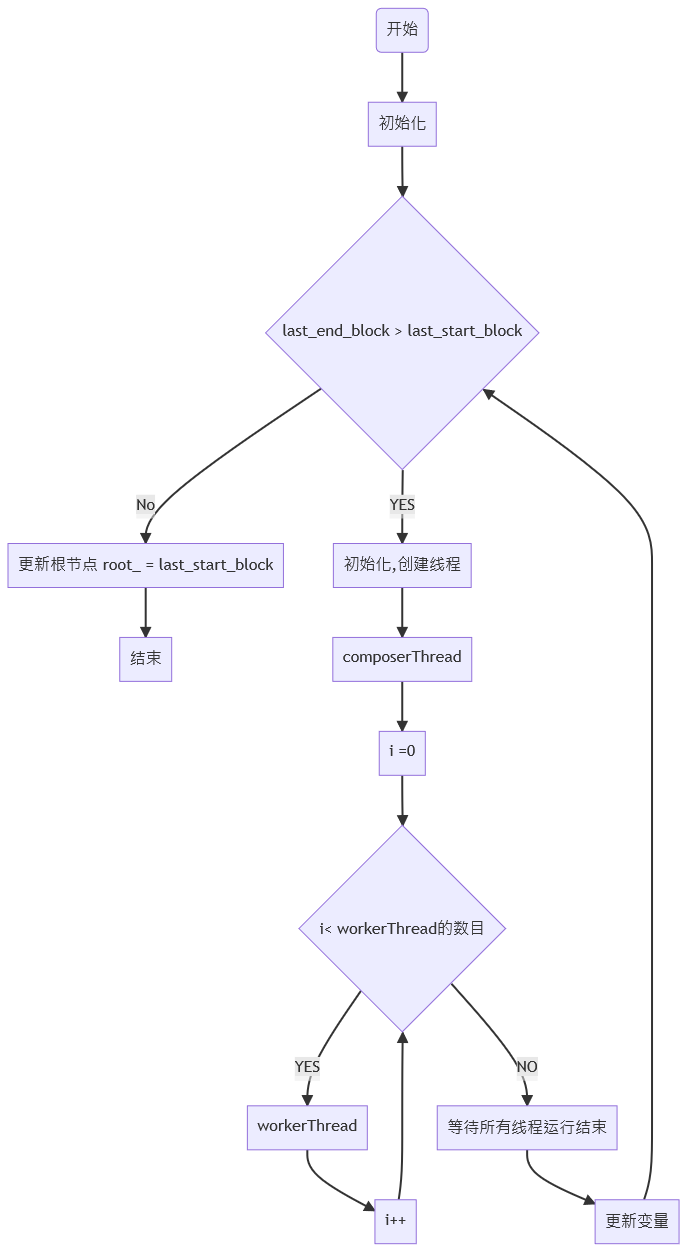 开始
初始化
last_end_block > last_start_block
No
YES
更新根节点 root_ = last_start_block
初始化,创建线程
结束
composerThread
i =0
i< workerThread的数目
YES
NO
workerThread
等待所有线程运行结束
i++
更新变量